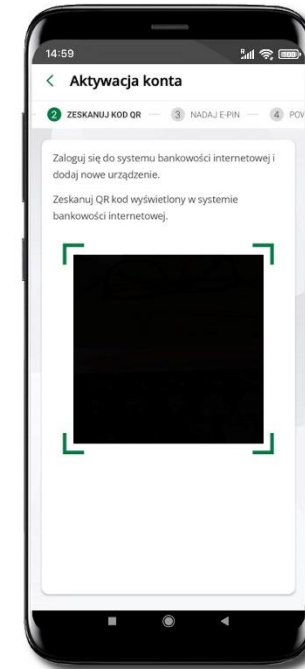 14:59
Aktywacja konta
2 ZESKANUJ KOD QR 3 NADAJ E-PIN 4
Zaloguj się do systemu bankowości internetowej i
dodaj nowe urządzenie.
Zeskanuj QR kod wyświetlony w systemie
bankowości internetowej.